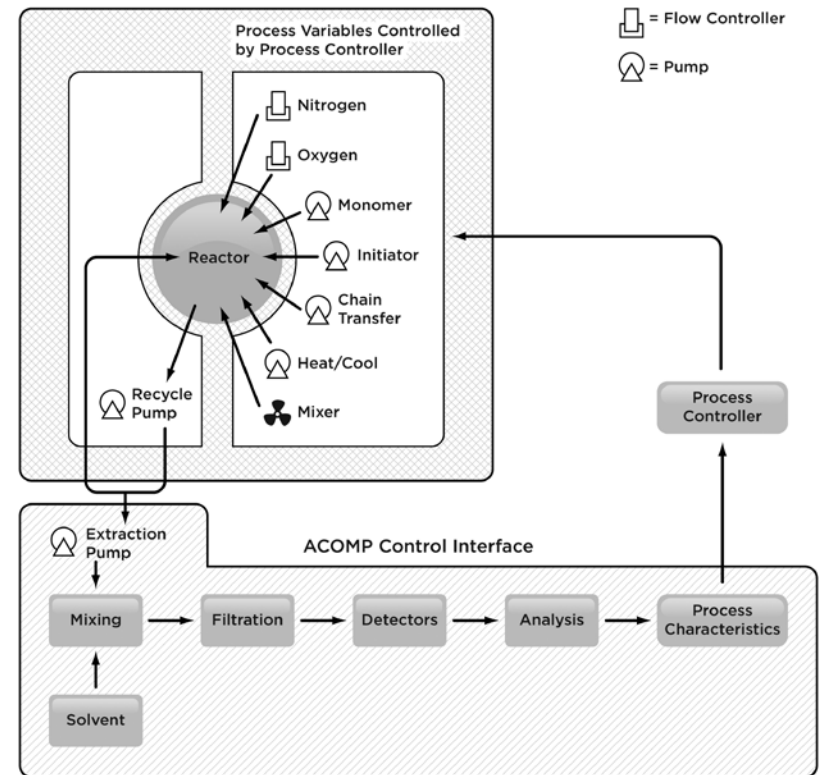 Process Variables Controlled
by Process Controller
= Flow Controller
= Pump
Nitrogen
Oxygen
Monomer
Initiator
Chain
Transfer
Heat/Cool
Mixer
Reactor
Recycle
Pump
Process
Controller
Extraction
Pump
ACOMP Control Interface
Mixing
Filtration
Detectors
Analysis
Process
Characteristics
Solvent